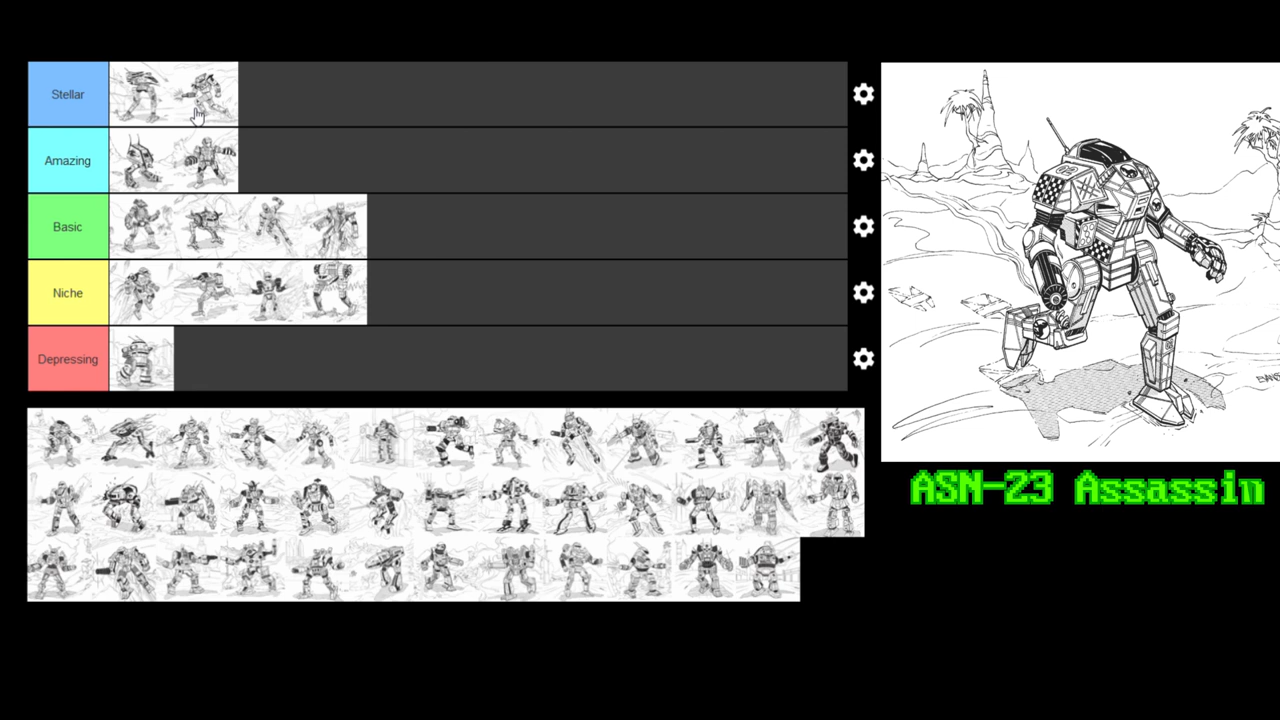 Stellar
Amazing
Basic
Niche
Depressing
ASN-23 Assassin